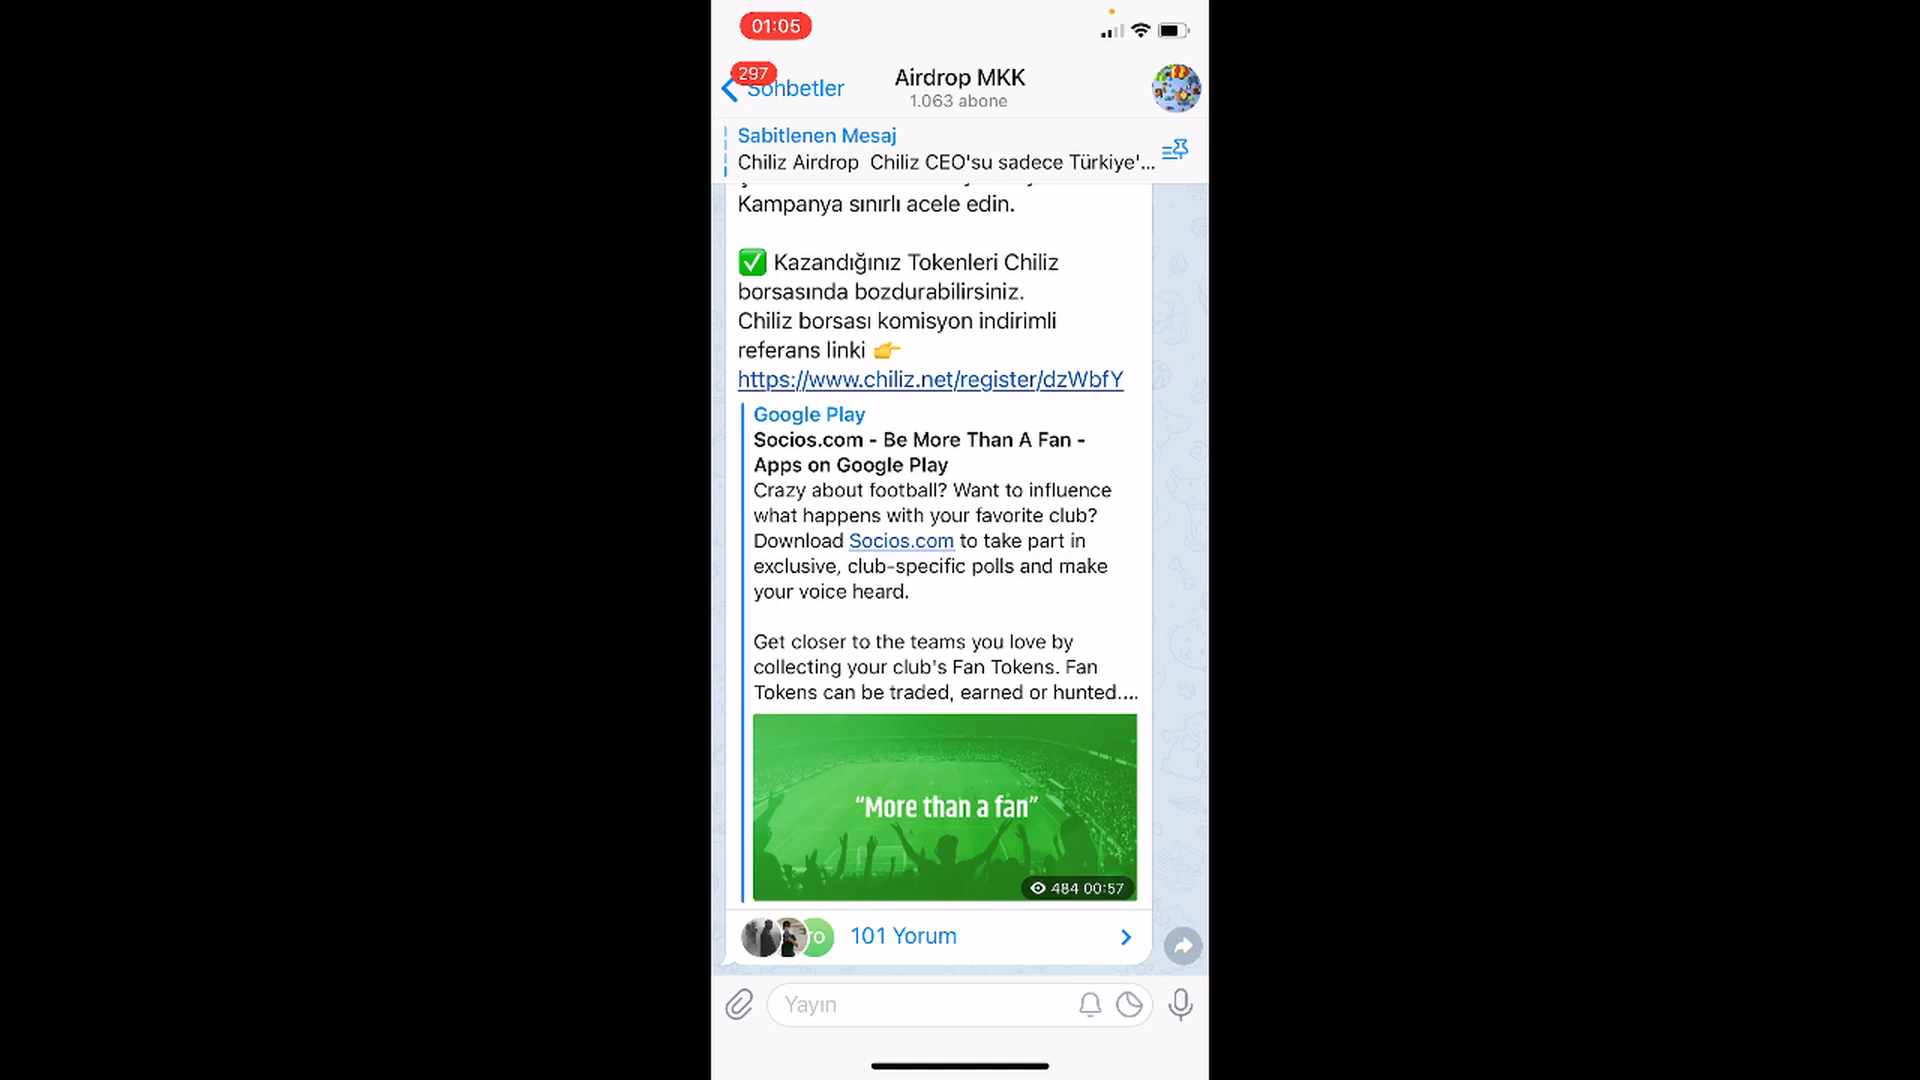 01:05
297
Sohbetler
Airdrop MKK
1.063 abone
Sabitlenen Mesaj
Chiliz Airdrop Chiliz CEO'su sadece Türkiye'...
Kampanya sınırlı acele edin.
✅ Kazandığınız Tokenleri Chiliz
borsasında bozdurabilirsiniz.
Chiliz borsası komisyon indirimli
referans linki 👉
https://www.chiliz.net/register/dzWbfY
Google Play
Socios.com - Be More Than A Fan -
Apps on Google Play
Crazy about football? Want to influence
what happens with your favorite club?
Download Socios.com to take part in
exclusive, club-specific polls and make
your voice heard.
Get closer to the teams you love by
collecting your club's Fan Tokens. Fan
Tokens can be traded, earned or hunted....
“More than a fan”
484 00:57
ro
101 Yorum
Yayın